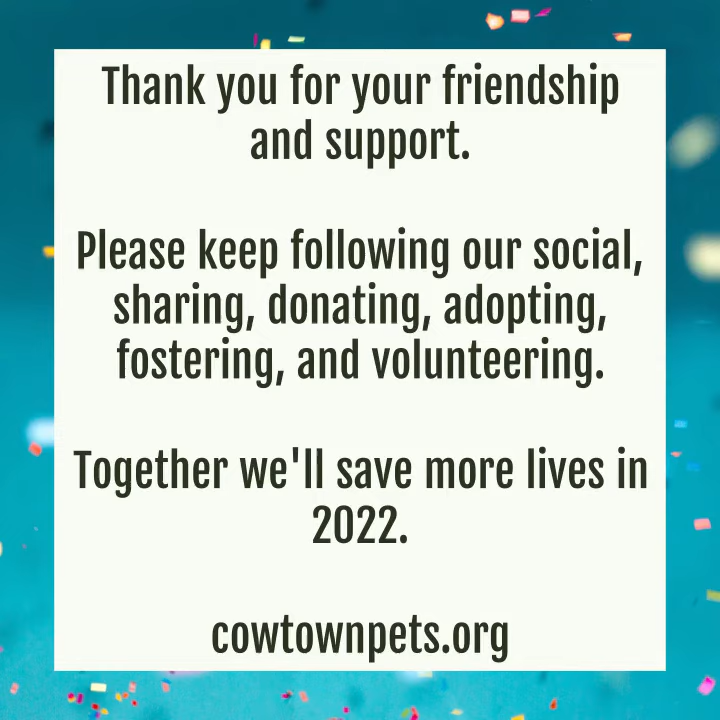 Thank you for your friendship
and support.
Please keep following our social,
sharing, donating, adopting,
fostering, and volunteering.
Together we'll save more lives in
2022.
cowtownpets.org